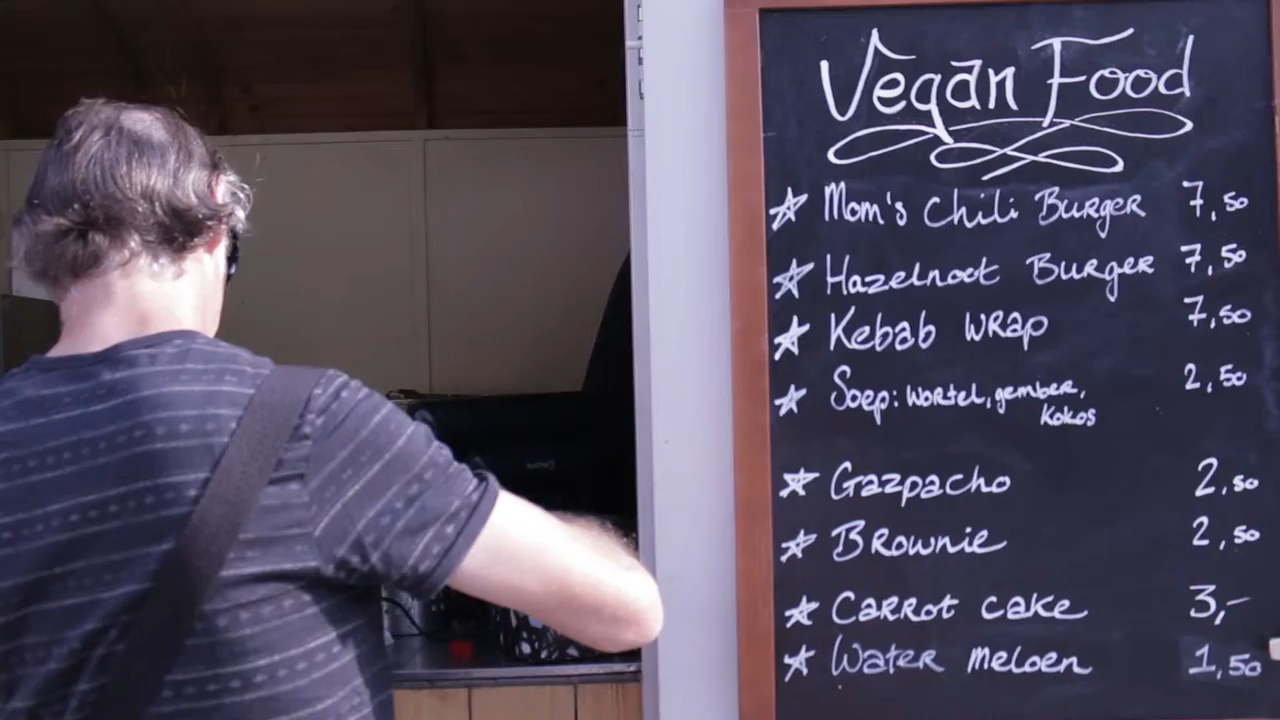 Vegan Food
Mom's Chili Burger 7,50
Hazelnoot Burger 7,50
Kebab wrap 7,50
Soep: wortel, gember, 2,50
Kokos
Gazpacho 2,50
Brownie 2,50
Carrot cake 3,-
Water meloen 1,50